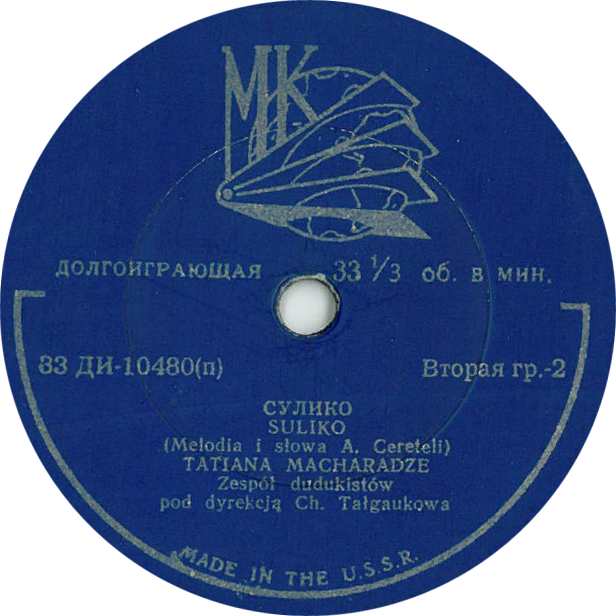 МК
ДОЛГОИГРАЮЩАЯ 33 1/3 об. в мин.
33 ДИ-10480(п) Вторая гр.-2
СУЛИКО
SULIKO
(Melodia i słowa A. Cereteli)
TATIANA MACHARADZE
Zespół dudukistów
pod dyrekcją Ch. Tałgaukowa
MADE IN THE U.S.S.R.